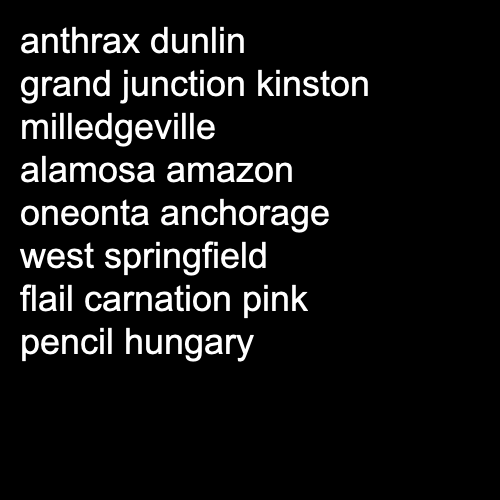 anthrax dunlin
grand junction kinston
milledgeville
alamosa amazon
oneonta anchorage
west springfield
flail carnation pink
pencil hungary